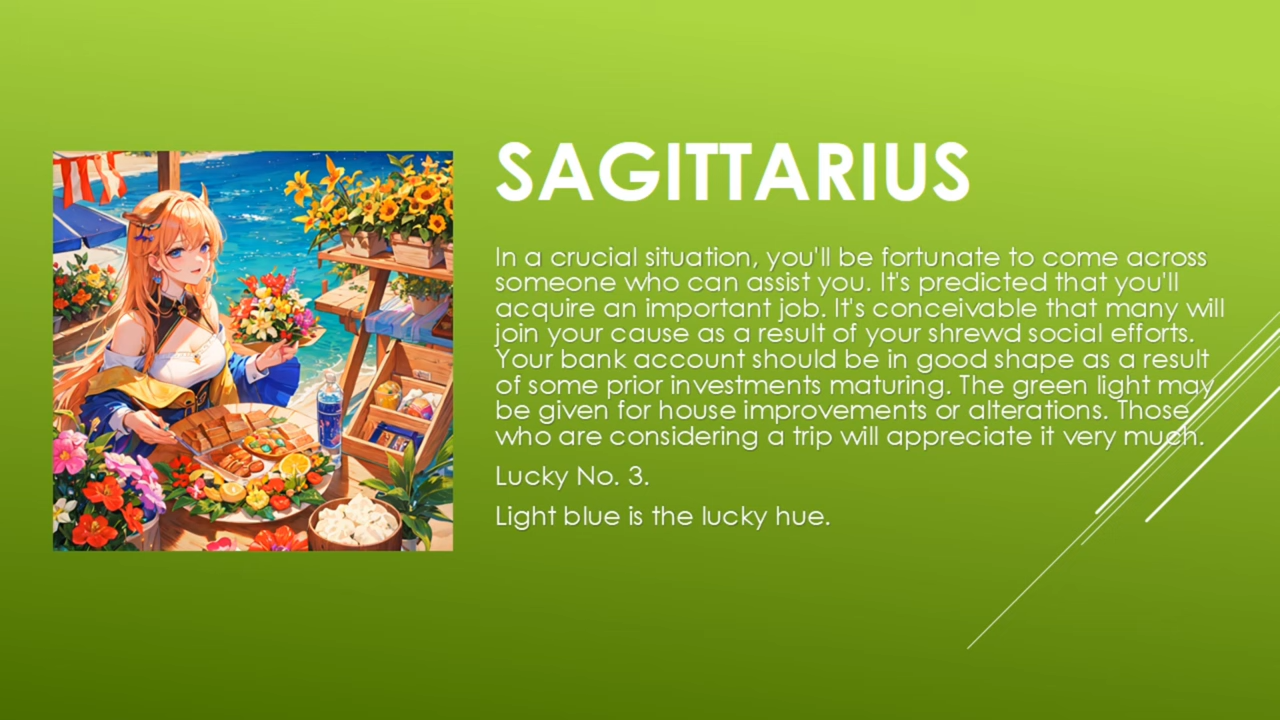 SAGITTARIUS
In a crucial situation, you'll be fortunate to come across
someone who can assist you. It's predicted that you'll
acquire an important job. It's conceivable that many will
join your cause as a result of your shrewd social efforts.
Your bank account should be in good shape as a result
of some prior investments maturing. The green light may
be given for house improvements or alterations. Those
who are considering a trip will appreciate it very much.
Lucky No. 3.
Light blue is the lucky hue.